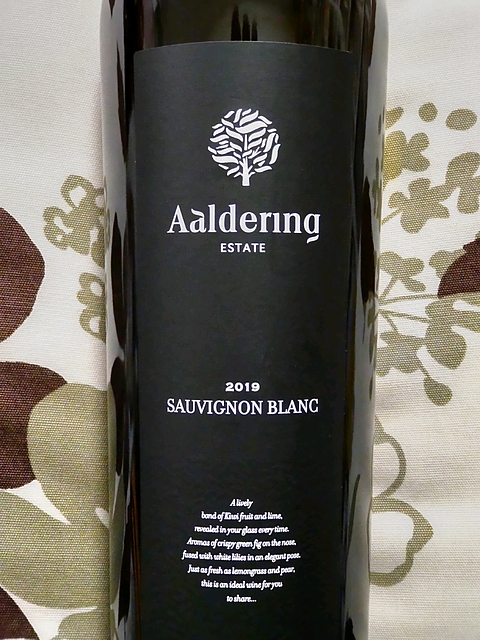 Aàldering
ESTATE
2019
SAUVIGNON BLANC
A lively
bond of Kiwi fruit and lime,
revealed in your glass every time.
Aromas of crispy green fig on the nose,
fused with white lilies in an elegant pose.
Just as fresh as lemongrass and pear,
this is an ideal wine for you
to share...